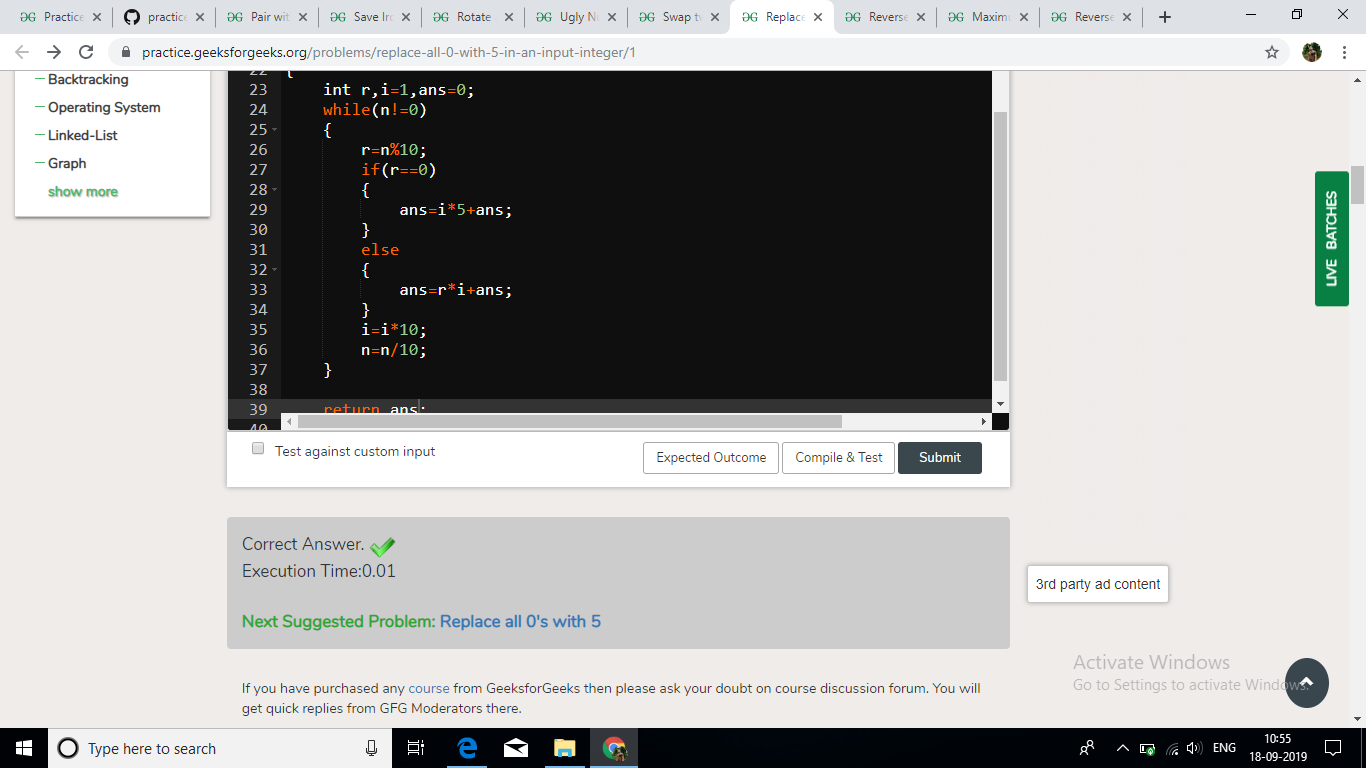 Practice
practice
Pair wit
Save Iro
Rotate
Ugly N
Swap t
Replac
Reverse
Maxim
Reverse
practice.geeksforgeeks.org/problems/replace-all-0-with-5-in-an-input-integer/1
Backtracking
Operating System
Linked-List
Graph
show more
22 {
23 int r,i=1,ans=0;
24 while(n!=0)
25 {
26 r=n%10;
27 if(r==0)
28 {
29 ans=i*5+ans;
30 }
31 else
32 {
33 ans=r*i+ans;
34 }
35 i=i*10;
36 n=n/10;
37 }
38
39 return ans;
40
LIVE BATCHES
Test against custom input
Expected Outcome
Compile & Test
Submit
Correct Answer.
Execution Time:0.01
Next Suggested Problem: Replace all 0's with 5
3rd party ad content
If you have purchased any course from GeeksforGeeks then please ask your doubt on course discussion forum. You will
get quick replies from GFG Moderators there.
Activate Windows
Go to Settings to activate Windows.
Type here to search
ENG
10:55
18-09-2019